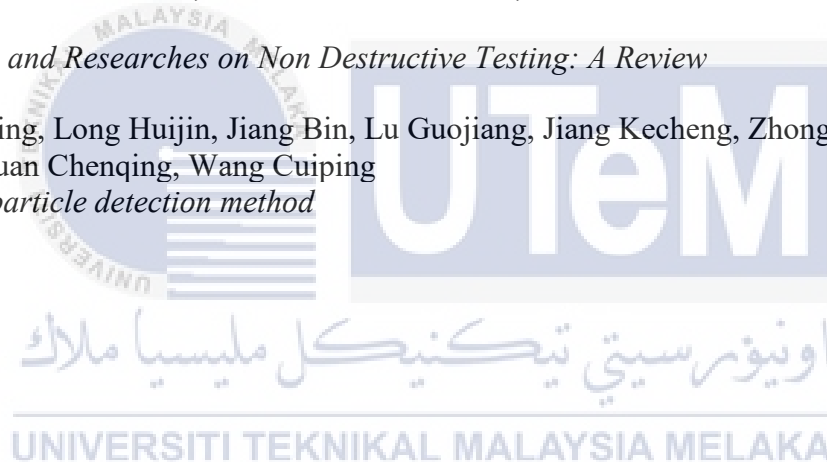 and Researches on Non Destructive Testing: A Review
ing, Long Huijin, Jiang Bin, Lu Guojiang, Jiang Kecheng, Zhong
uan Chenqing, Wang Cuiping
particle detection method
UTeM
اونيۏرسيتي تيكنيكل مليسيا ملاك
UNIVERSITI TEKNIKAL MALAYSIA MELAKA